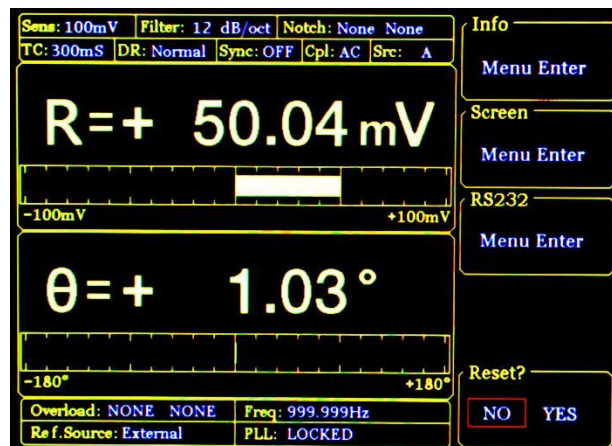 Sens: 100mV Filter: 12 dB/oct Notch: None None
TC: 300mS DR: Normal Sync: OFF Cpl: AC Src: A
R=+ 50.04 mV
-100mV +100mV
θ=+ 1.03°
-180° +180°
Overload: NONE NONE Freq: 999.999Hz
Ref.Source: External PLL: LOCKED
Info
Menu Enter
Screen
Menu Enter
RS232
Menu Enter
Reset?
NO YES